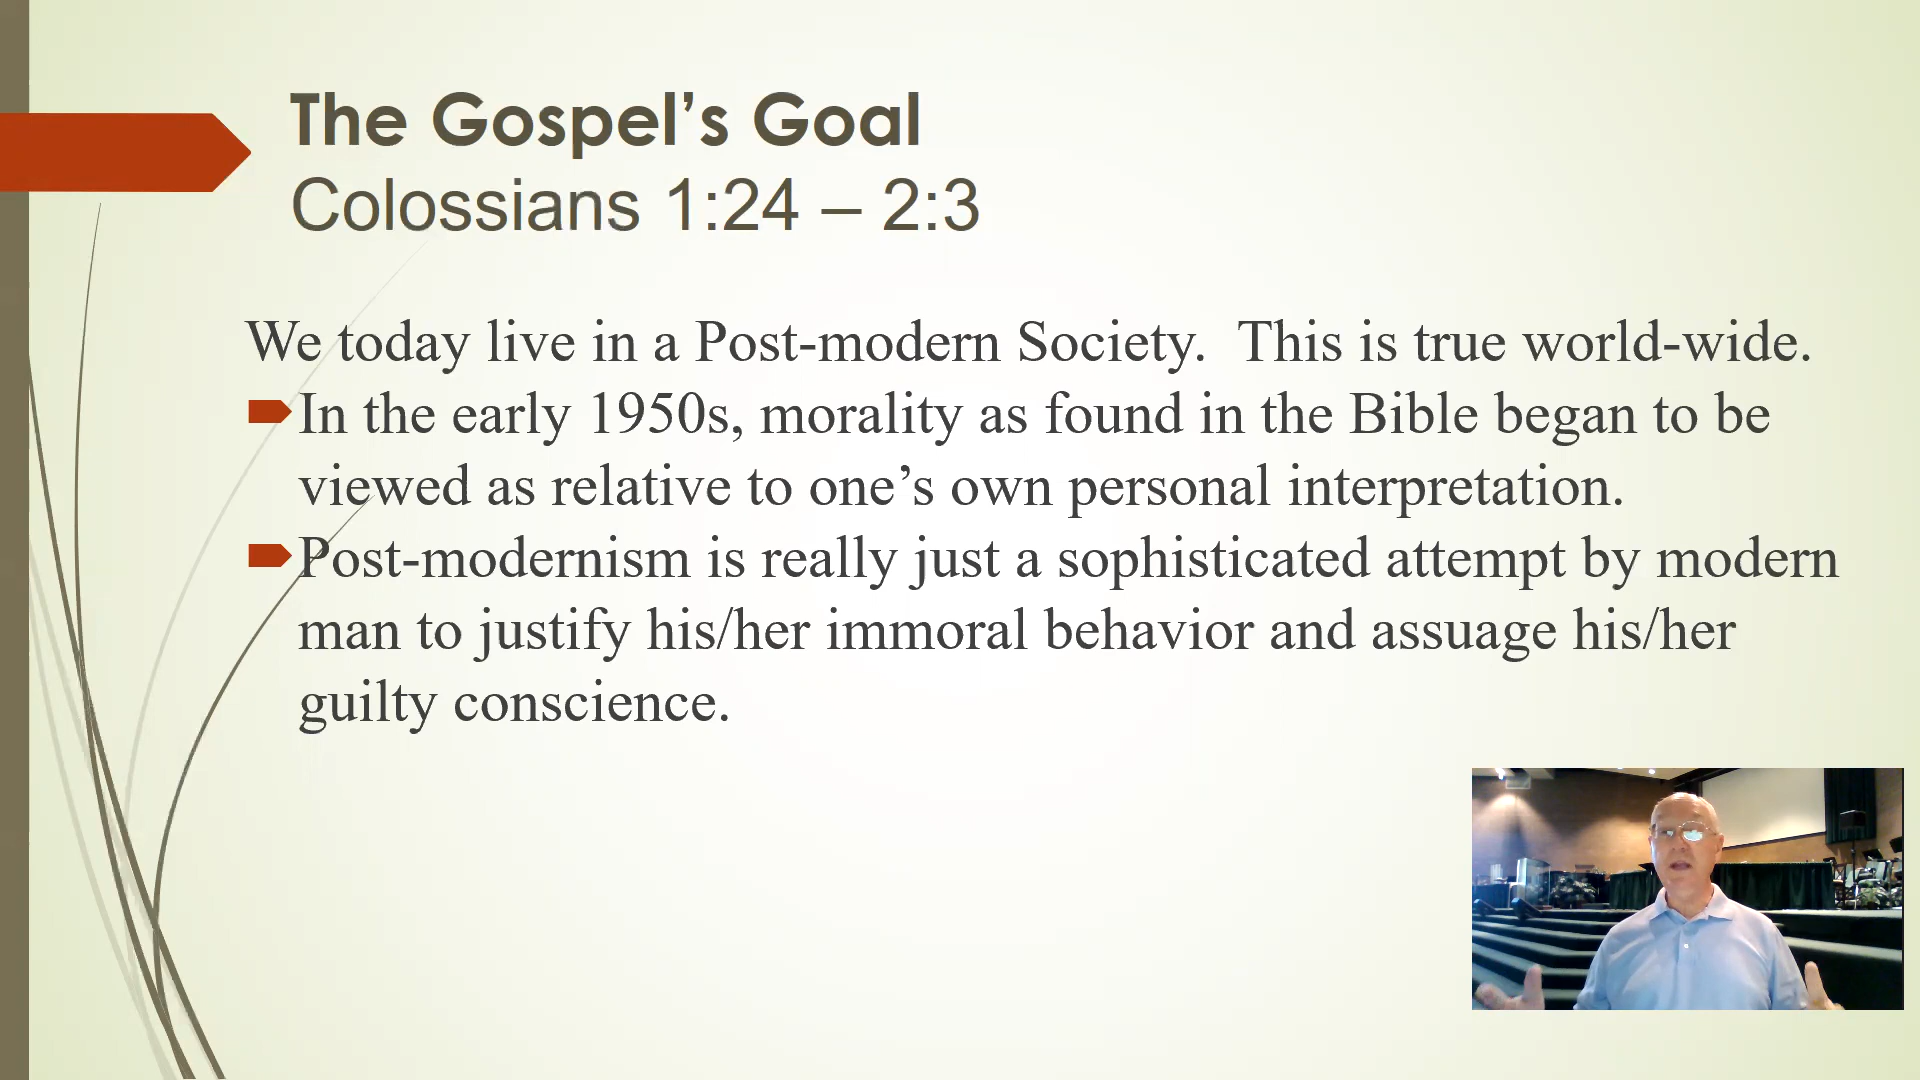 The Gospel’s Goal
Colossians 1:24 – 2:3
We today live in a Post-modern Society.  This is true world-wide.
In the early 1950s, morality as found in the Bible began to be
viewed as relative to one’s own personal interpretation.
Post-modernism is really just a sophisticated attempt by modern
man to justify his/her immoral behavior and assuage his/her
guilty conscience.